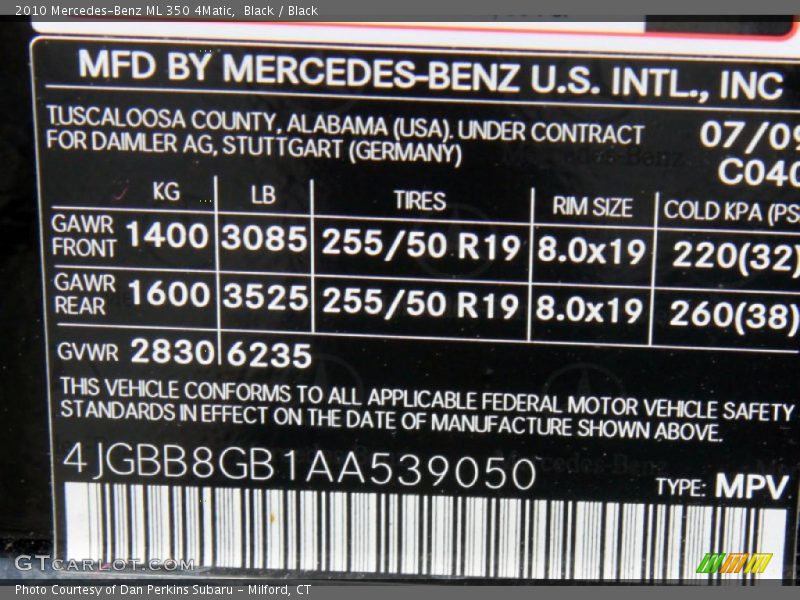 2010 Mercedes-Benz ML 350 4Matic, Black / Black
MFD BY MERCEDES-BENZ U.S. INTL., INC
TUSCALOOSA COUNTY, ALABAMA (USA). UNDER CONTRACT 07/09
FOR DAIMLER AG, STUTTGART (GERMANY) C040
KG LB TIRES RIM SIZE COLD KPA (PS
GAWR FRONT 1400 3085 255/50 R19 8.0x19 220(32)
GAWR REAR 1600 3525 255/50 R19 8.0x19 260(38)
GVWR 2830 6235
THIS VEHICLE CONFORMS TO ALL APPLICABLE FEDERAL MOTOR VEHICLE SAFETY
STANDARDS IN EFFECT ON THE DATE OF MANUFACTURE SHOWN ABOVE.
4JGBB8GB1AA539050
TYPE: MPV
GTCARLOT.COM
Photo Courtesy of Dan Perkins Subaru - Milford, CT